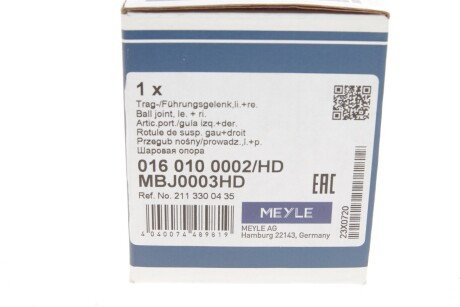 1 x
Trag-/Führungsgelenk,li.+re.
Ball joint, le. + ri.
Artic.port./guía izq.+der.
Rotule de susp. gau+droit
Przegub nośny/prowadz.,l.+p.
Шаровая опора
016 010 0002/HD
MBJ0003HD
Ref. No. 211 330 04 35
EAC
MEYLE
MEYLE AG
Hamburg 22143, Germany
4 040074 489819
23X0720